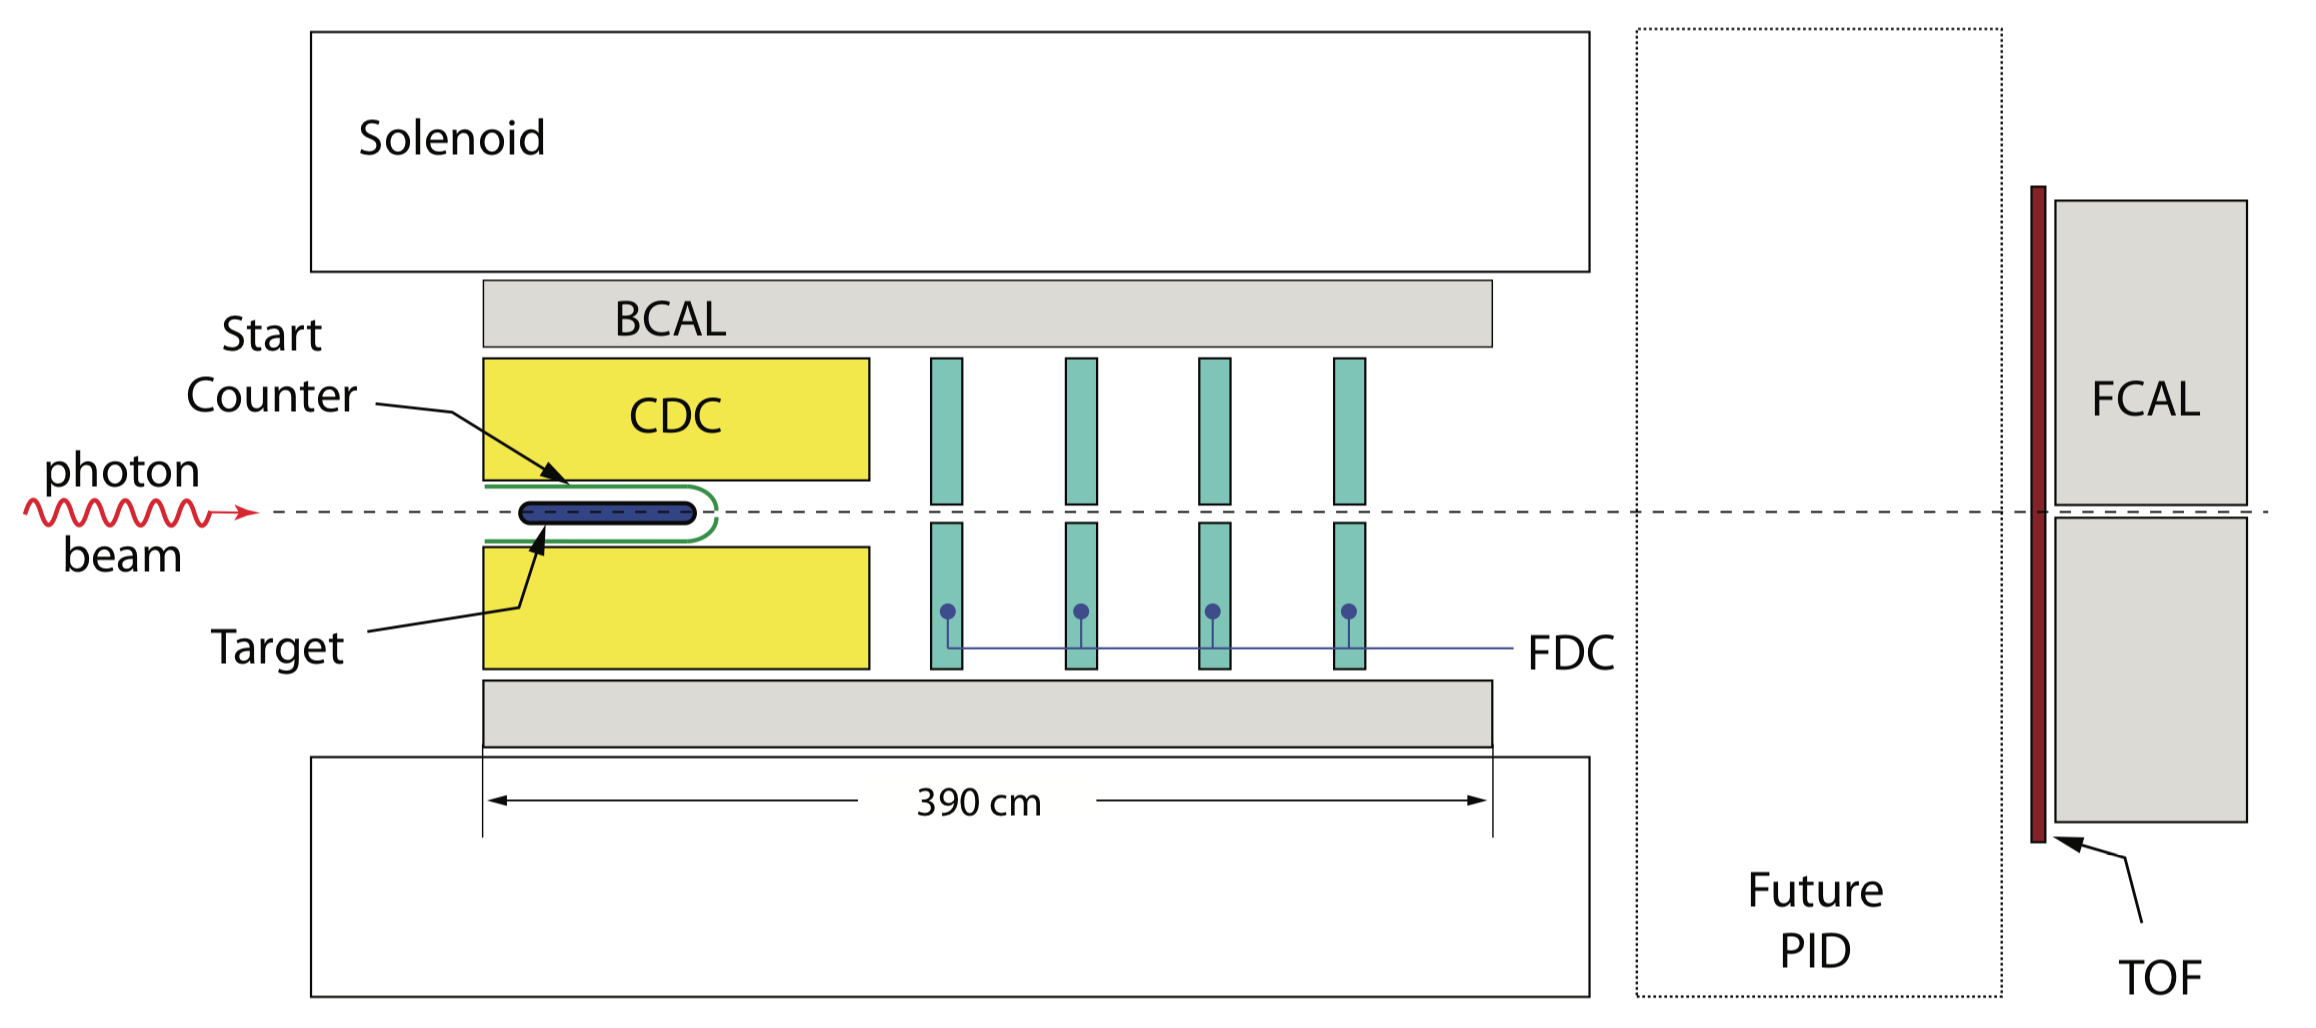 Solenoid
BCAL
Start
Counter
CDC
FCAL
photon
beam
Target
FDC
390 cm
Future
PID
TOF